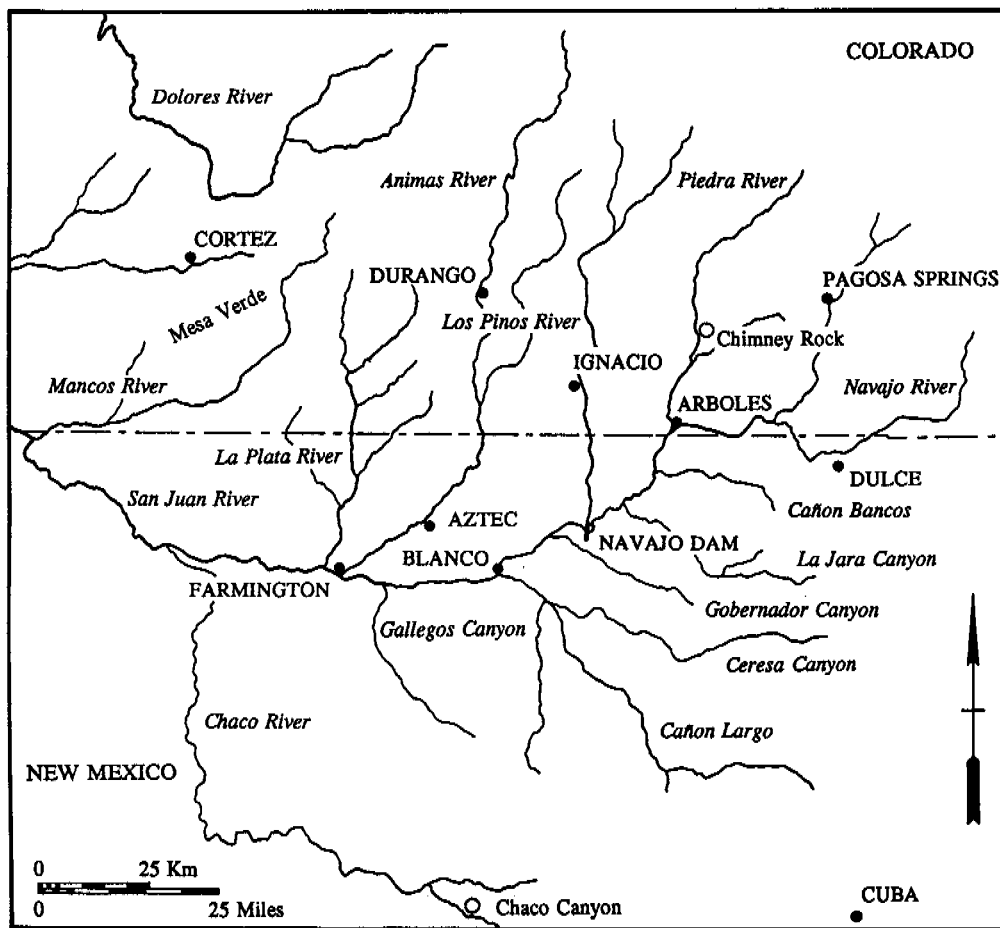 COLORADO
Dolores River
Animas River
Piedra River
CORTEZ
DURANGO
PAGOSA SPRINGS
Mesa Verde
Los Pinos River
Chimney Rock
IGNACIO
Mancos River
Navajo River
ARBOLES
La Plata River
DULCE
San Juan River
Cañon Bancos
AZTEC
NAVAJO DAM
BLANCO
La Jara Canyon
FARMINGTON
Gobernador Canyon
Gallegos Canyon
Ceresa Canyon
Chaco River
Cañon Largo
NEW MEXICO
0 25 Km
0 25 Miles
CUBA
Chaco Canyon